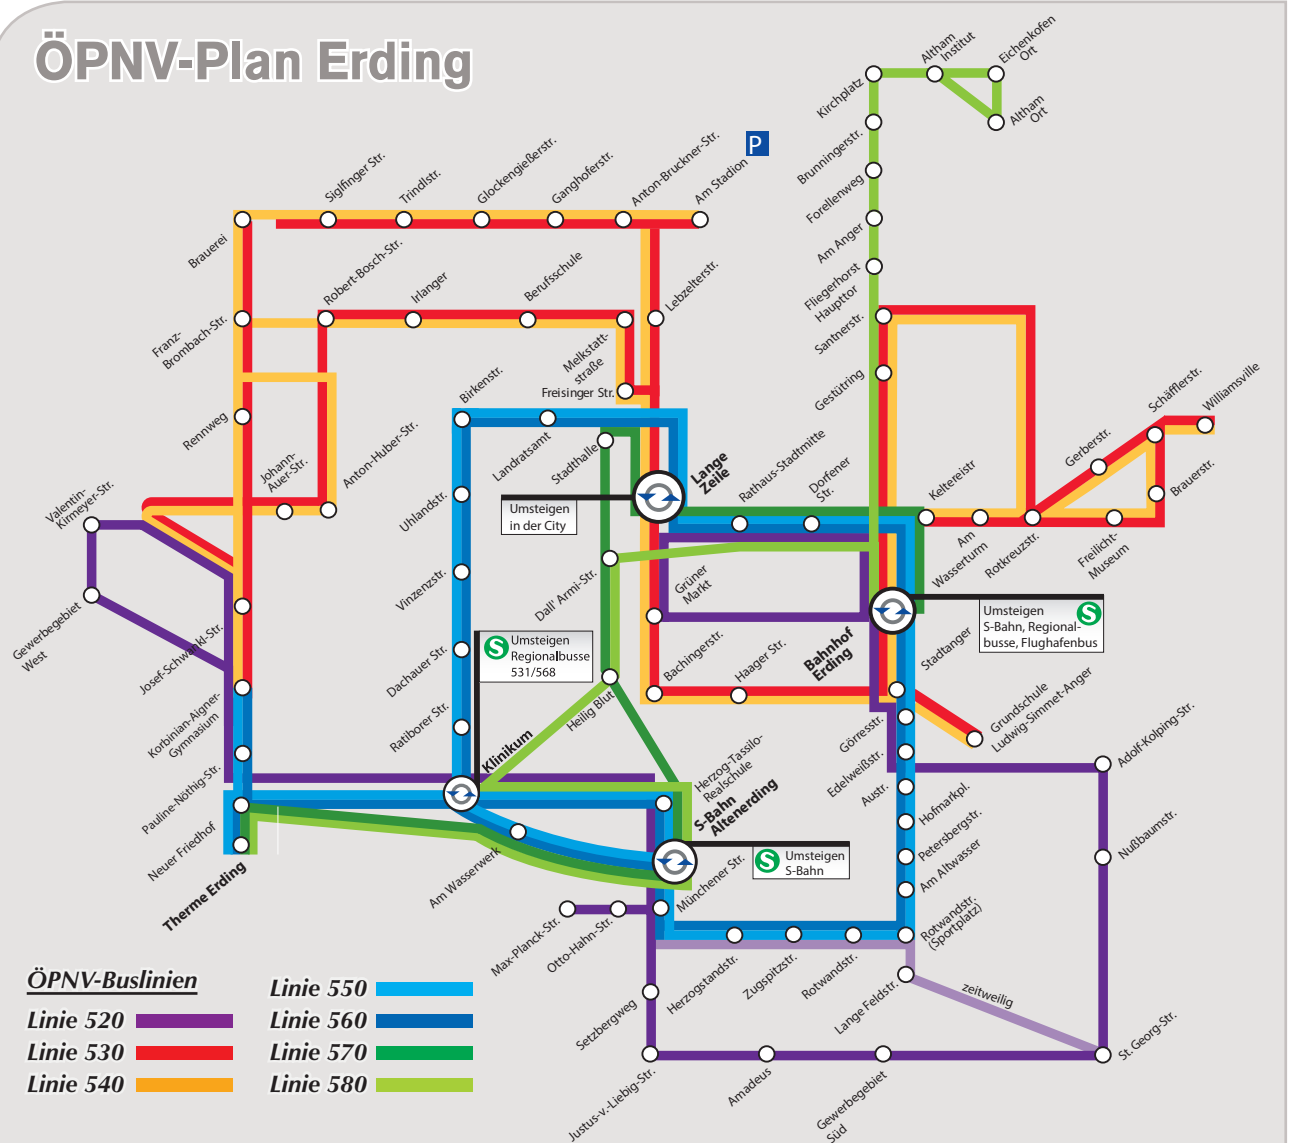 ÖPNV-Plan Erding
P
Altham
Institut
Eichenkofen
Ort
Kirchplatz
Altham
Ort
Brunningerstr.
Forellenweg
Am Anger
Fliegerhorst
Haupttor
Santnerstr.
Gestütring
Siglfinger Str.
Trindlstr.
Glockengießerstr.
Ganghoferstr.
Anton-Bruckner-Str.
Am Stadion
Brauerei
Robert-Bosch-Str.
Irlanger
Berufsschule
Lebzelterstr.
Franz-
Brombach-Str.
Melkstatt-
straße
Freisinger Str.
Birkenstr.
Landratsamt
Stadthalle
Lange
Zeile
Rathaus-Stadtmitte
Dorfener
Str.
Keltereistr
Am
Wasserturm
Rotkreuzstr.
Freilicht-
Museum
Gerberstr.
Schäfflerstr.
Williamsville
Brauerstr.
Rennweg
Johann-
Auer-Str.
Anton-Huber-Str.
Valentin-
Kirmeyer-Str.
Uhlandstr.
Umsteigen
in der City
Vinzenzstr.
Dall' Armi-Str.
Grüner
Markt
Gewerbegebiet
West
Josef-Schwankl-Str.
Dachauer Str.
S
Umsteigen
Regionalbusse
531/568
Bachingerstr.
Haager Str.
Bahnhof
Erding
Stadtanger
Umsteigen
S-Bahn, Regional-
busse, Flughafenbus
S
Korbinian-Aigner-
Gymnasium
Ratiborer Str.
Heilig Blut
Klinikum
Görresstr.
Grundschule
Ludwig-Simmet-Anger
Pauline-Nöthig-Str.
Herzog-Tassilo-
Realschule
S-Bahn
Altenerding
Edelweißstr.
Austr.
Hofmarkpl.
Adolf-Kolping-Str.
Neuer Friedhof
Therme Erding
Am Wasserwerk
S
Umsteigen
S-Bahn
Petersbergstr.
Am Altwasser
Nußbaumstr.
Münchener Str.
Max-Planck-Str.
Otto-Hahn-Str.
Herzogstandstr.
Zugspitzstr.
Rotwandstr.
Rotwandstr.
(Sportplatz)
Lange Feldstr.
zeitweilig
Setzbergweg
Justus-v.-Liebig-Str.
Amadeus
Gewerbegebiet
Süd
St. Georg-Str.
ÖPNV-Buslinien
Linie 520
Linie 530
Linie 540
Linie 550
Linie 560
Linie 570
Linie 580